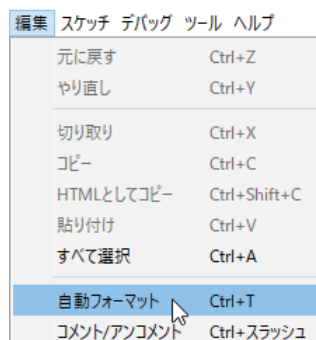 編集 スケッチ デバッグ ツール ヘルプ
元に戻す Ctrl+Z
やり直し Ctrl+Y
切り取り Ctrl+X
コピー Ctrl+C
HTMLとしてコピー Ctrl+Shift+C
貼り付け Ctrl+V
すべて選択 Ctrl+A
自動フォーマット Ctrl+T
コメント/アンコメント Ctrl+スラッシュ